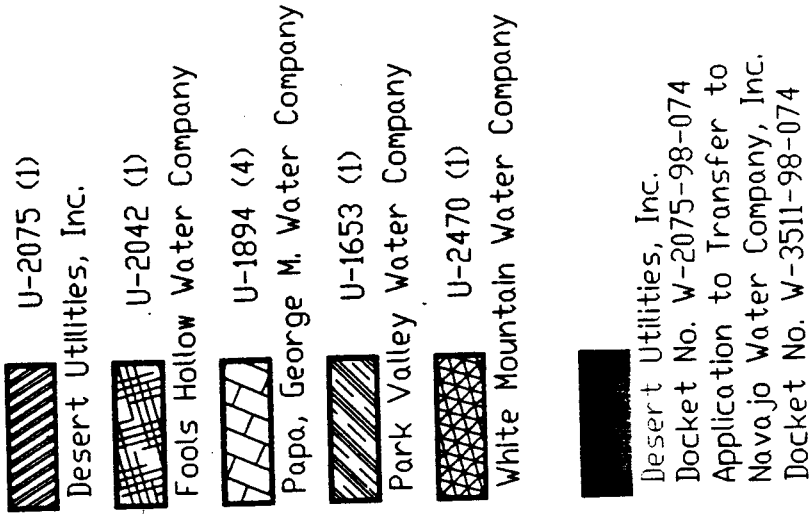 U-2075 (1)
Desert Utilities, Inc.
U-2042 (1)
Fools Hollow Water Company
U-1894 (4)
Papa, George M. Water Company
U-1653 (1)
Park Valley Water Company
U-2470 (1)
White Mountain Water Company
Desert Utilities, Inc.
Docket No. W-2075-98-074
Application to Transfer to
Navajo Water Company, Inc.
Docket No. W-3511-98-074